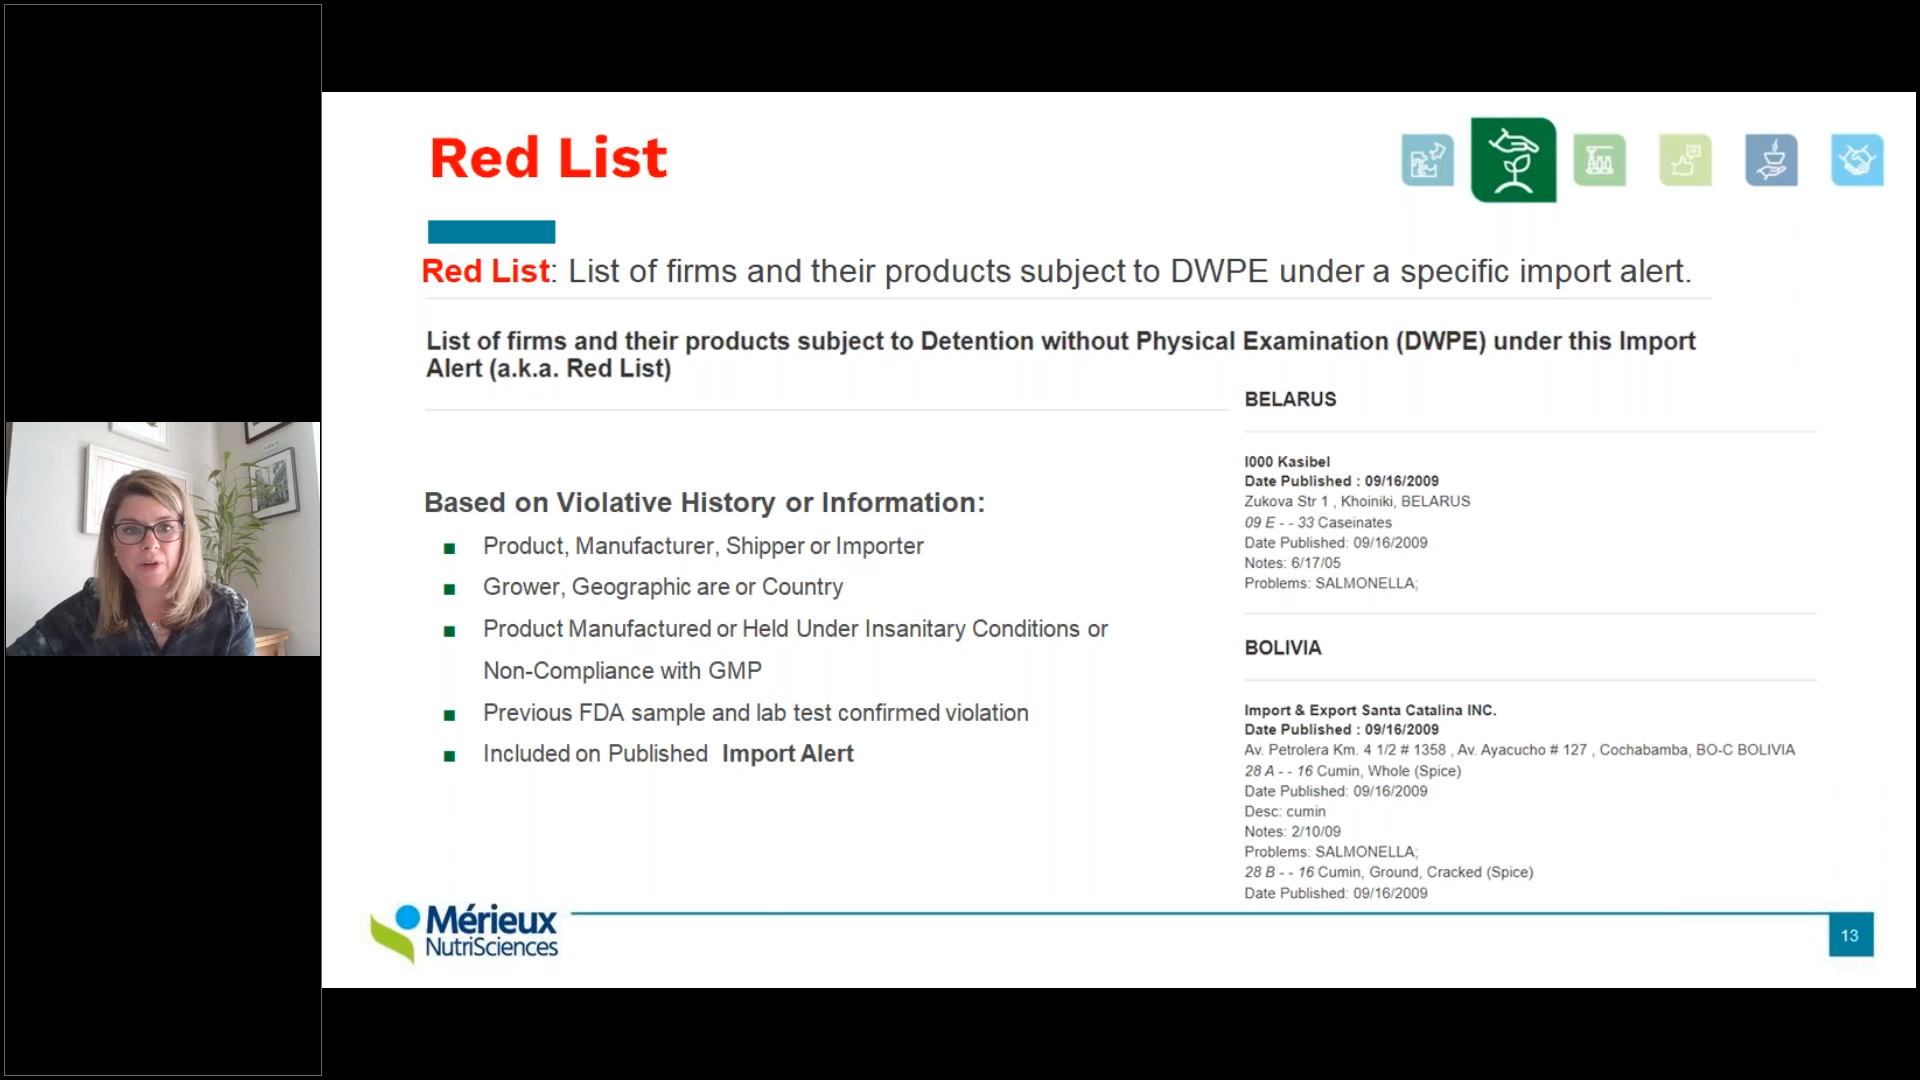 Red List
Red List: List of firms and their products subject to DWPE under a specific import alert.
List of firms and their products subject to Detention without Physical Examination (DWPE) under this Import
Alert (a.k.a. Red List)
Based on Violative History or Information:
Product, Manufacturer, Shipper or Importer
Grower, Geographic are or Country
Product Manufactured or Held Under Insanitary Conditions or
Non-Compliance with GMP
Previous FDA sample and lab test confirmed violation
Included on Published Import Alert
BELARUS
I000 Kasibel
Date Published : 09/16/2009
Zukova Str 1 , Khoiniki, BELARUS
09 E - - 33 Caseinates
Date Published: 09/16/2009
Notes: 6/17/05
Problems: SALMONELLA;
BOLIVIA
Import & Export Santa Catalina INC.
Date Published : 09/16/2009
Av. Petrolera Km. 4 1/2 # 1358 , Av. Ayacucho # 127 , Cochabamba, BO-C BOLIVIA
28 A - - 16 Cumin, Whole (Spice)
Date Published: 09/16/2009
Desc: cumin
Notes: 2/10/09
Problems: SALMONELLA;
28 B - - 16 Cumin, Ground, Cracked (Spice)
Date Published: 09/16/2009
Mérieux
NutriSciences
13